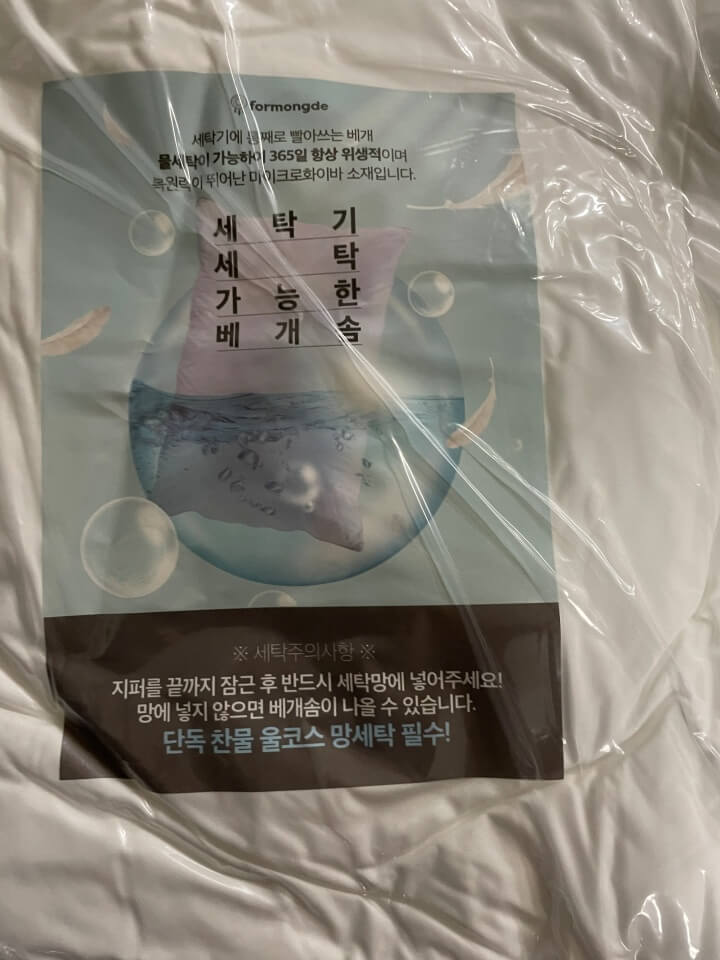 formongde
세탁기에 통째로 빨아쓰는 베개
물세탁이 가능하여 365일 항상 위생적이며
복원력이 뛰어난 마이크로화이바 소재입니다.
세탁기
세탁
가능한
베개솜
※ 세탁주의사항 ※
지퍼를 끝까지 잠근 후 반드시 세탁망에 넣어주세요!
망에 넣지 않으면 베개솜이 나올 수 있습니다.
단독 찬물 울코스 망세탁 필수!